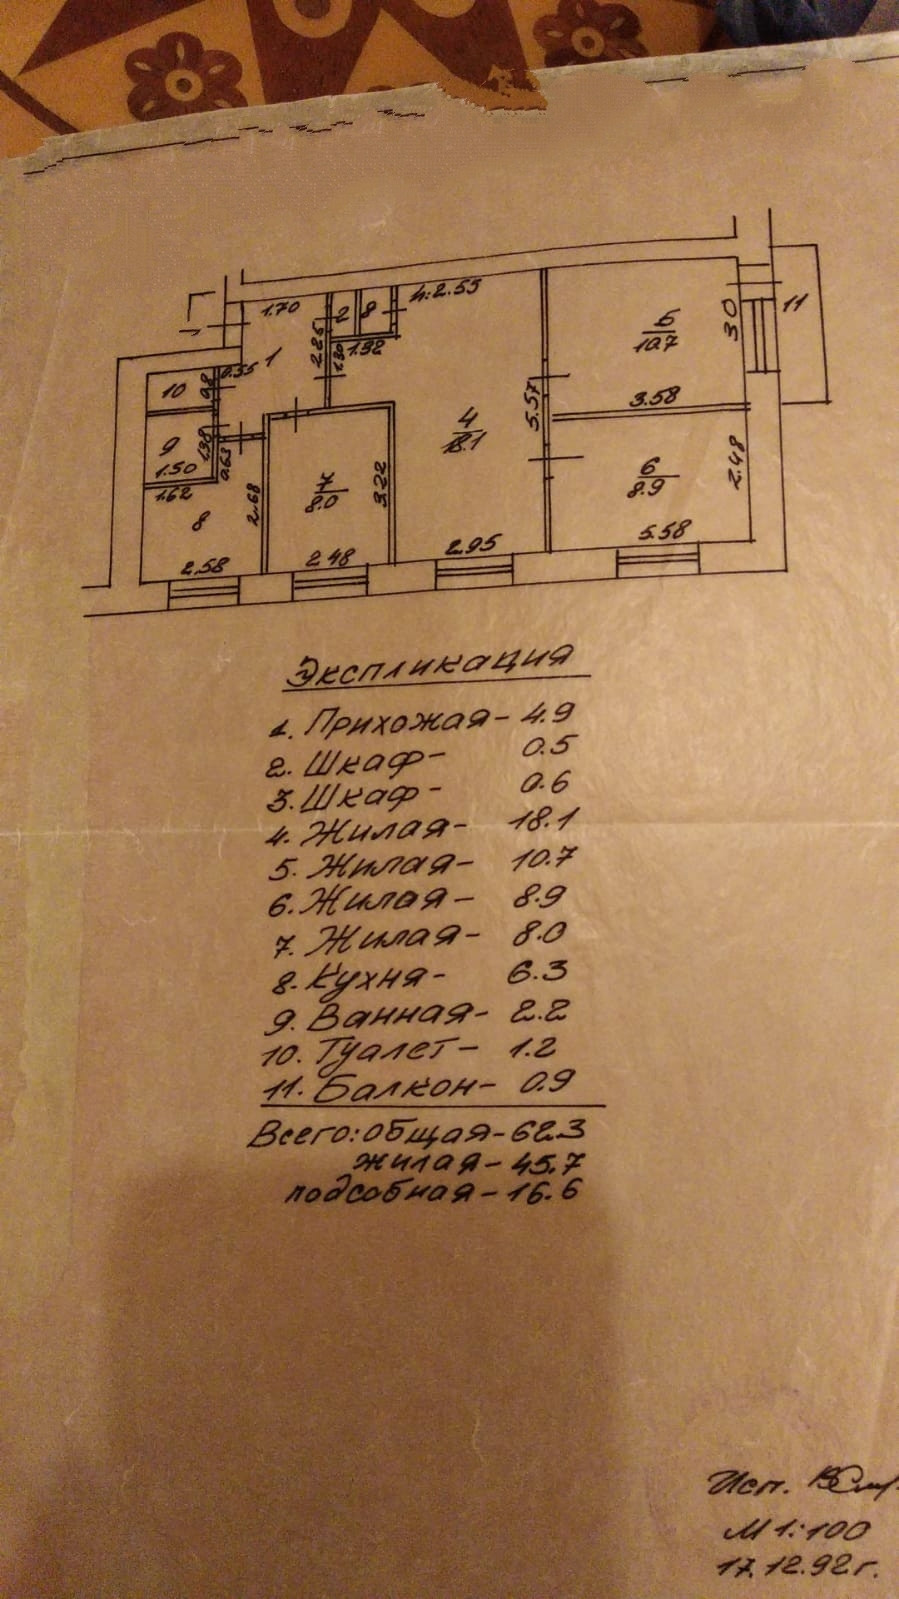 1.70
2
8
h:2.55
11
1
2.25
1.30
1.32
5
10.7
30
0.35
10
98
3.58
4
18.1
5.57
9
1.38
1.50
0.63
6
8.9
2.48
1.62
7
8.0
3.22
2.68
8
2.58
2.48
2.95
5.58
Экспликация
1. Прихожая - 4.9
2. Шкаф - 0.5
3. Шкаф - 0.6
4. Жилая - 18.1
5. Жилая - 10.7
6. Жилая - 8.9
7. Жилая - 8.0
8. Кухня - 6.3
9. Ванная - 2.2
10. Туалет - 1.2
11. Балкон - 0.9
Всего: общая - 62.3
жилая - 45.7
подсобная - 16.6
Исп.
М 1:100
17.12.92г.